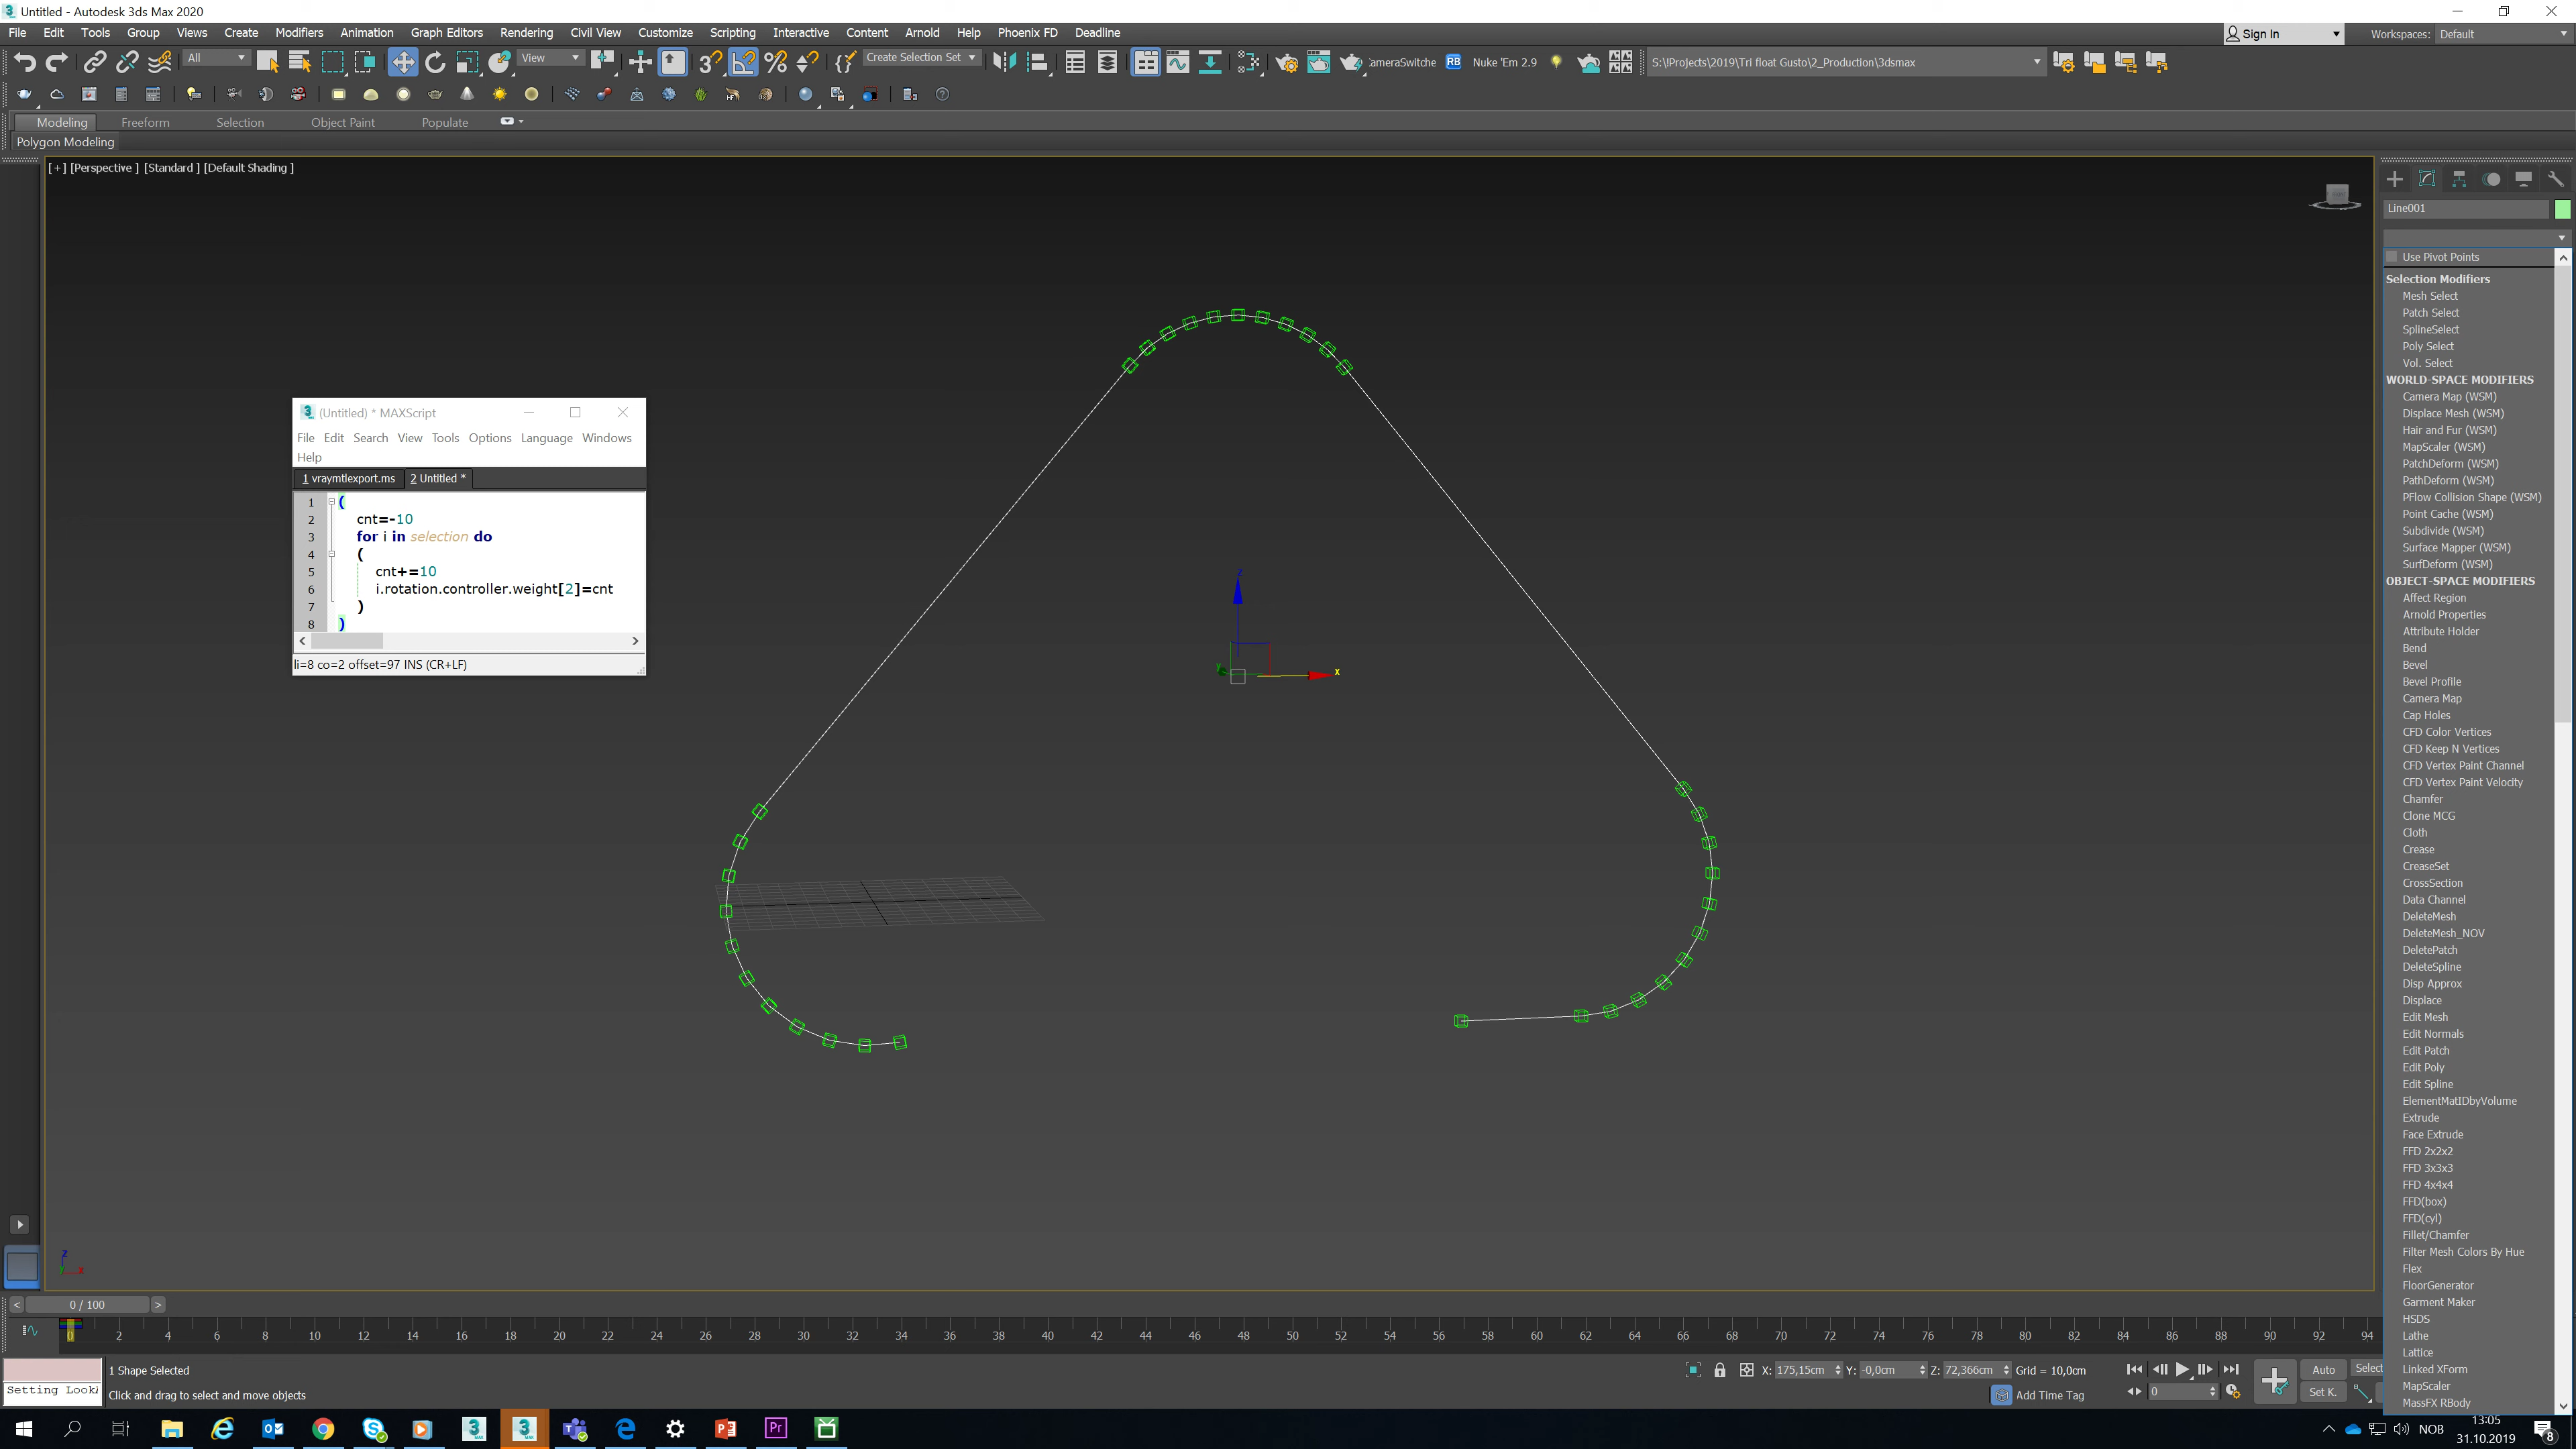 Untitled - Autodesk 3ds Max 2020
File Edit Tools Group Views Create Modifiers Animation Graph Editors Rendering Civil View Customize Scripting Interactive Content Arnold Help Phoenix FD Deadline
Sign In Workspaces: Default
All View Create Selection Set CameraSwitche RB Nuke 'Em 2.9 S:\!Projects\2019\Tri float Gusto\2_Production\3dsmax
Modeling Freeform Selection Object Paint Populate
Polygon Modeling
[+] [Perspective ] [Standard ] [Default Shading ]
(Untitled) * MAXScript
File Edit Search View Tools Options Language Windows
Help
1 vraymtlexport.ms 2 Untitled *
1 (
2 cnt=-10
3 for i in selection do
4 (
5 cnt+=10
6 i.rotation.controller.weight[2]=cnt
7 )
8 )
li=8 co=2 offset=97 INS (CR+LF)
z
y
x
Line001
Use Pivot Points
Selection Modifiers
Mesh Select
Patch Select
SplineSelect
Poly Select
Vol. Select
WORLD-SPACE MODIFIERS
Camera Map (WSM)
Displace Mesh (WSM)
Hair and Fur (WSM)
MapScaler (WSM)
PatchDeform (WSM)
PathDeform (WSM)
PFlow Collision Shape (WSM)
Point Cache (WSM)
Subdivide (WSM)
Surface Mapper (WSM)
SurfDeform (WSM)
OBJECT-SPACE MODIFIERS
Affect Region
Arnold Properties
Attribute Holder
Bend
Bevel
Bevel Profile
Camera Map
Cap Holes
CFD Color Vertices
CFD Keep N Vertices
CFD Vertex Paint Channel
CFD Vertex Paint Velocity
Chamfer
Clone MCG
Cloth
Crease
CreaseSet
CrossSection
Data Channel
DeleteMesh
DeleteMesh_NOV
DeletePatch
DeleteSpline
Disp Approx
Displace
Edit Mesh
Edit Normals
Edit Patch
Edit Poly
Edit Spline
ElementMatIDbyVolume
Extrude
Face Extrude
FFD 2x2x2
FFD 3x3x3
FFD 4x4x4
FFD(box)
FFD(cyl)
Fillet/Chamfer
Filter Mesh Colors By Hue
Flex
FloorGenerator
Garment Maker
HSDS
Lathe
Lattice
Linked XForm
MapScaler
MassFX RBody
z
y x
< 0 / 100 >
0 2 4 6 8 10 12 14 16 18 20 22 24 26 28 30 32 34 36 38 40 42 44 46 48 50 52 54 56 58 60 62 64 66 68 70 72 74 76 78 80 82 84 86 88 90 92 94
1 Shape Selected X: 175,15cm Y: -0,0cm Z: 72,366cm Grid = 10,0cm Auto Select
Setting Look Click and drag to select and move objects Add Time Tag 0 Set K.
NOB
13:05
31.10.2019
8